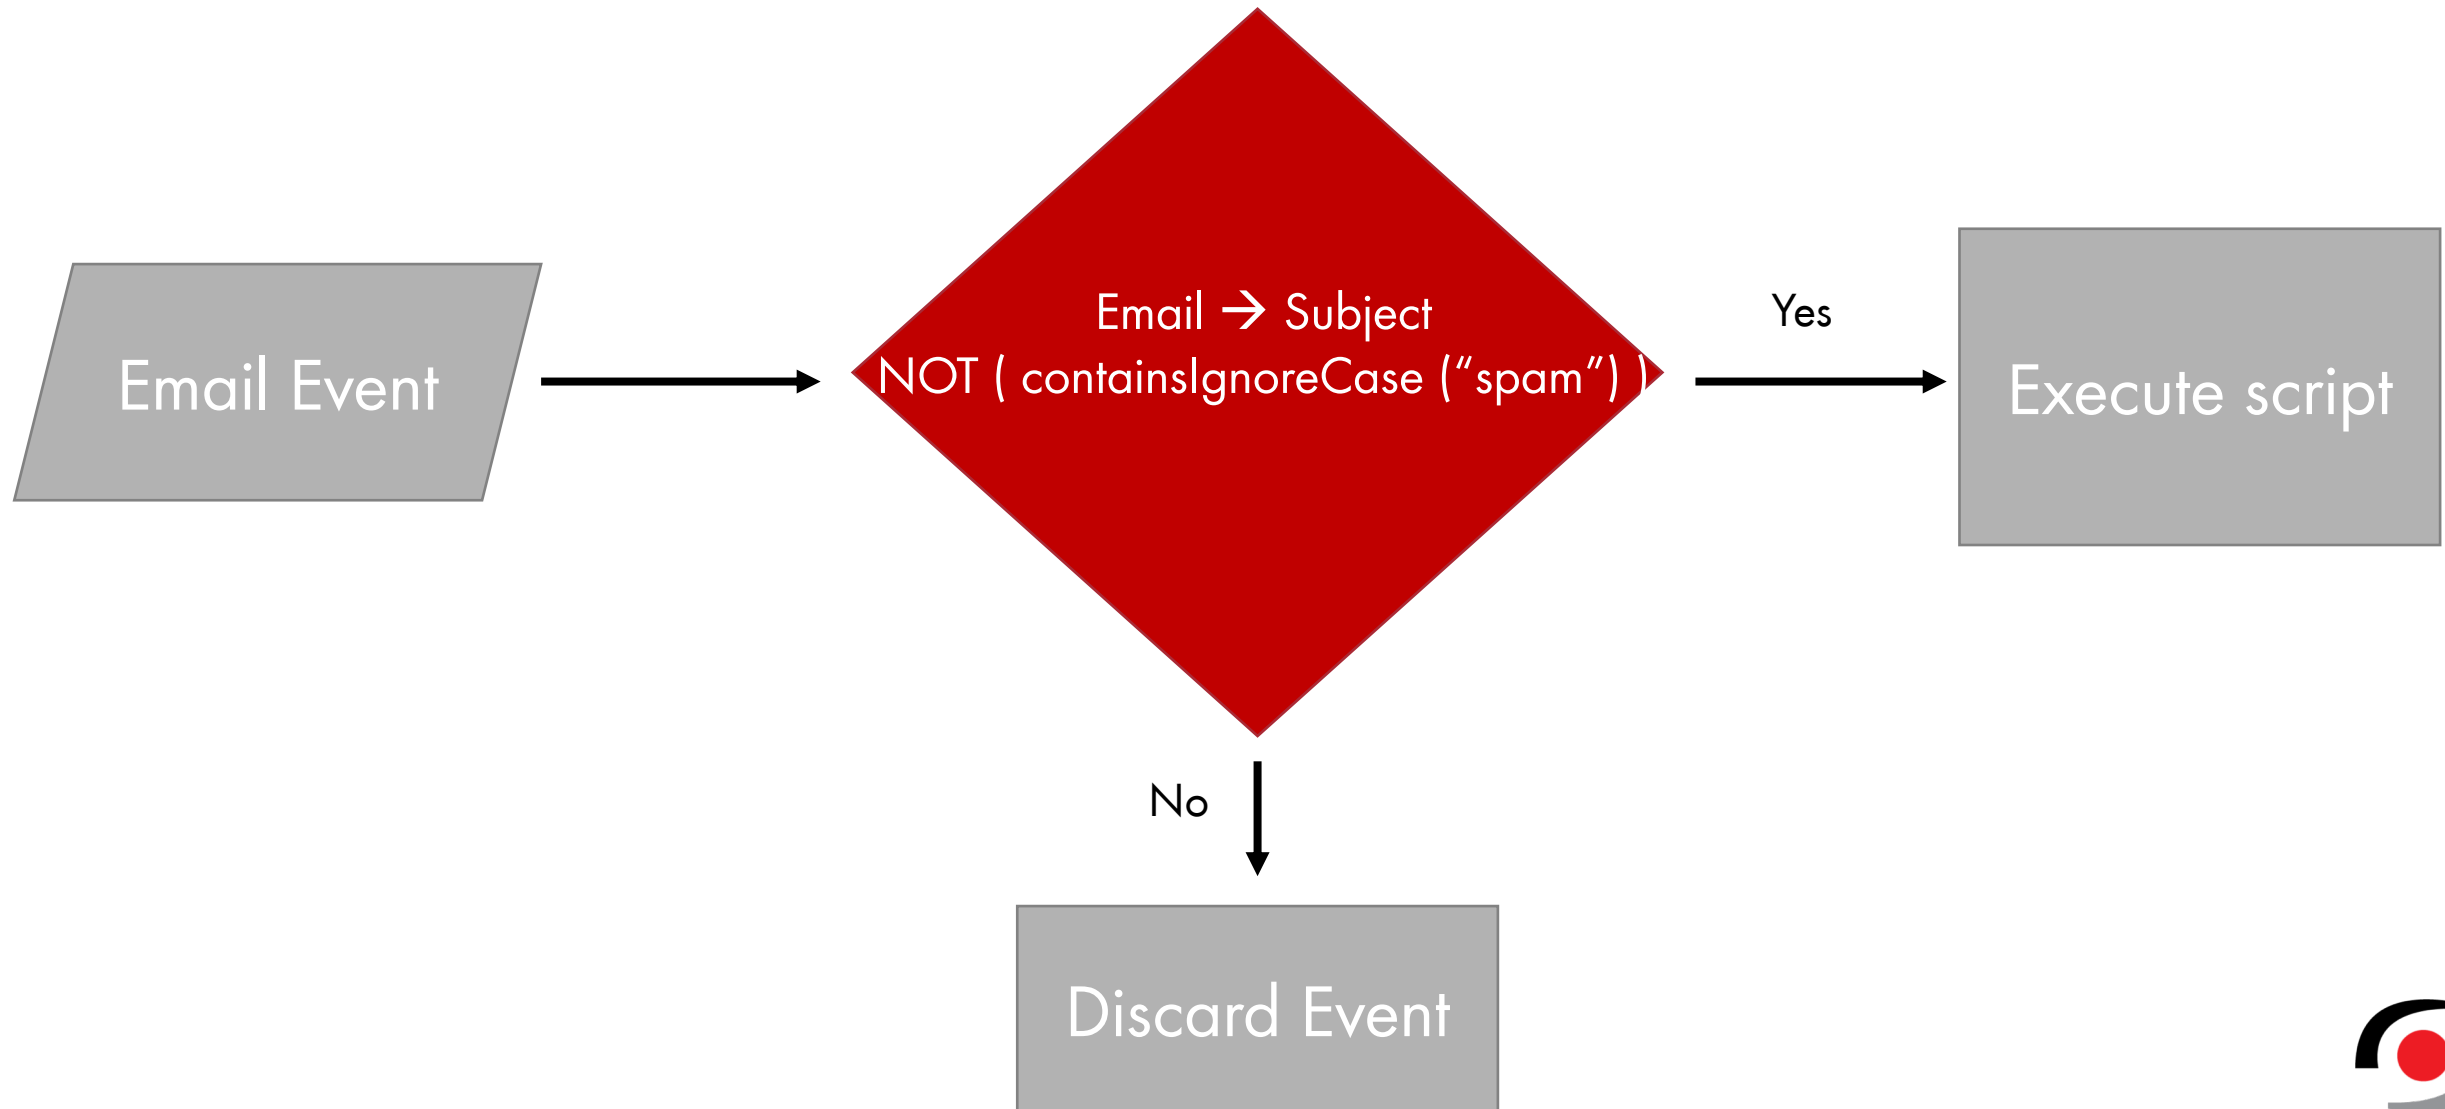 Email Event
Email → Subject
NOT ( containsIgnoreCase (“spam”) )
Yes
Execute script
No
Discard Event